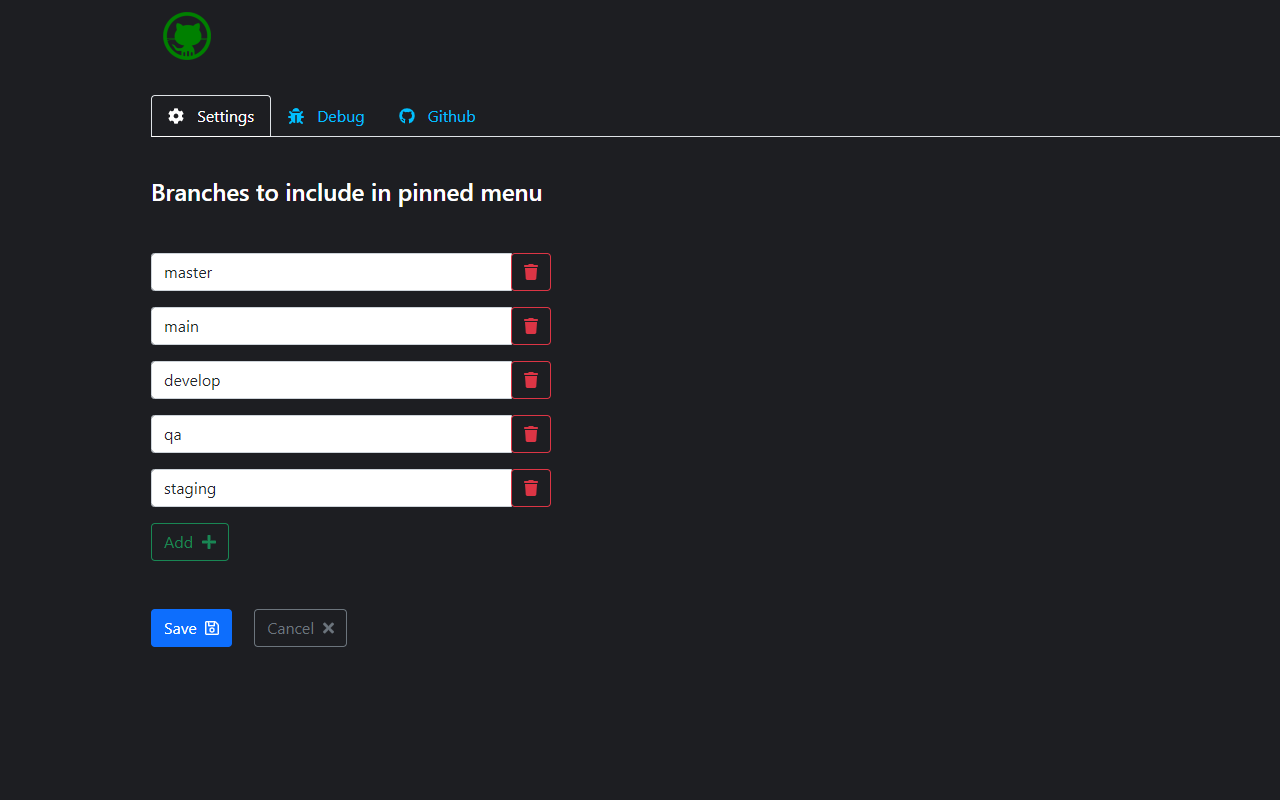 Settings Debug Github
Branches to include in pinned menu
master
main
develop
qa
staging
Add
Save Cancel